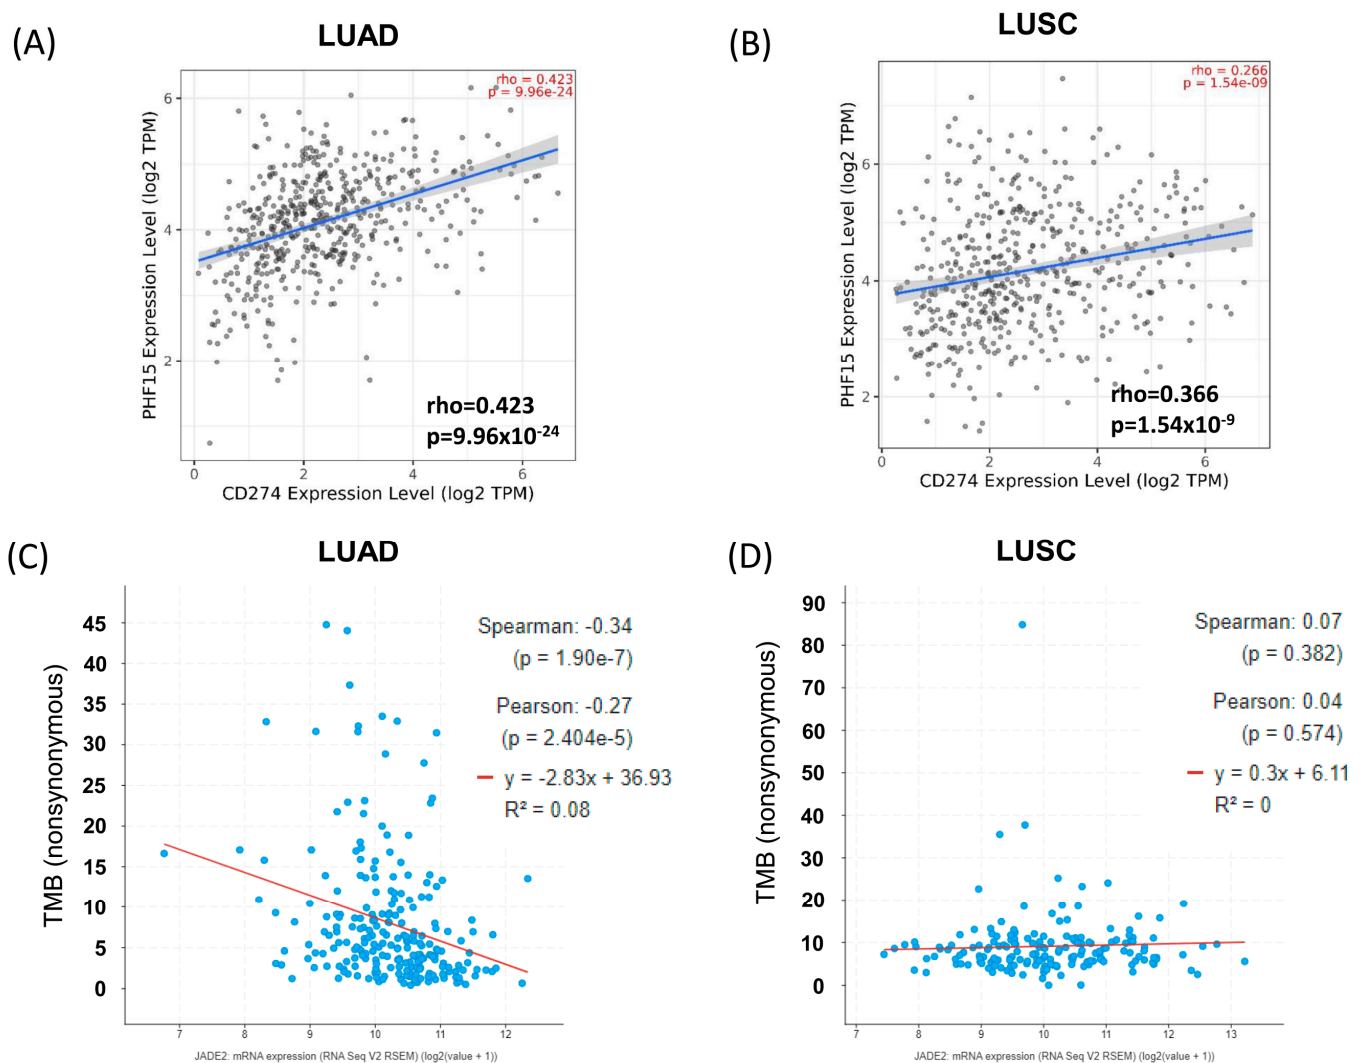 (A)
LUAD
rho = 0.423
p = 9.96e-24
PHF15 Expression Level (log2 TPM)
6
4
2
rho=0.423
p=9.96x10-24
0 2 4 6
CD274 Expression Level (log2 TPM)
(B)
LUSC
rho = 0.266
p = 1.54e-09
PHF15 Expression Level (log2 TPM)
6
4
2
rho=0.366
p=1.54x10-9
0 2 4 6
CD274 Expression Level (log2 TPM)
(C)
LUAD
TMB (nonsynonymous)
45
40
35
30
25
20
15
10
5
0
Spearman: -0.34
(p = 1.90e-7)
Pearson: -0.27
(p = 2.404e-5)
y = -2.83x + 36.93
R² = 0.08
7 8 9 10 11 12
JADE2: mRNA expression (RNA Seq V2 RSEM) (log2(value + 1))
(D)
LUSC
TMB (nonsynonymous)
90
80
70
60
50
40
30
20
10
0
Spearman: 0.07
(p = 0.382)
Pearson: 0.04
(p = 0.574)
y = 0.3x + 6.11
R² = 0
7 8 9 10 11 12 13
JADE2: mRNA expression (RNA Seq V2 RSEM) (log2(value + 1))